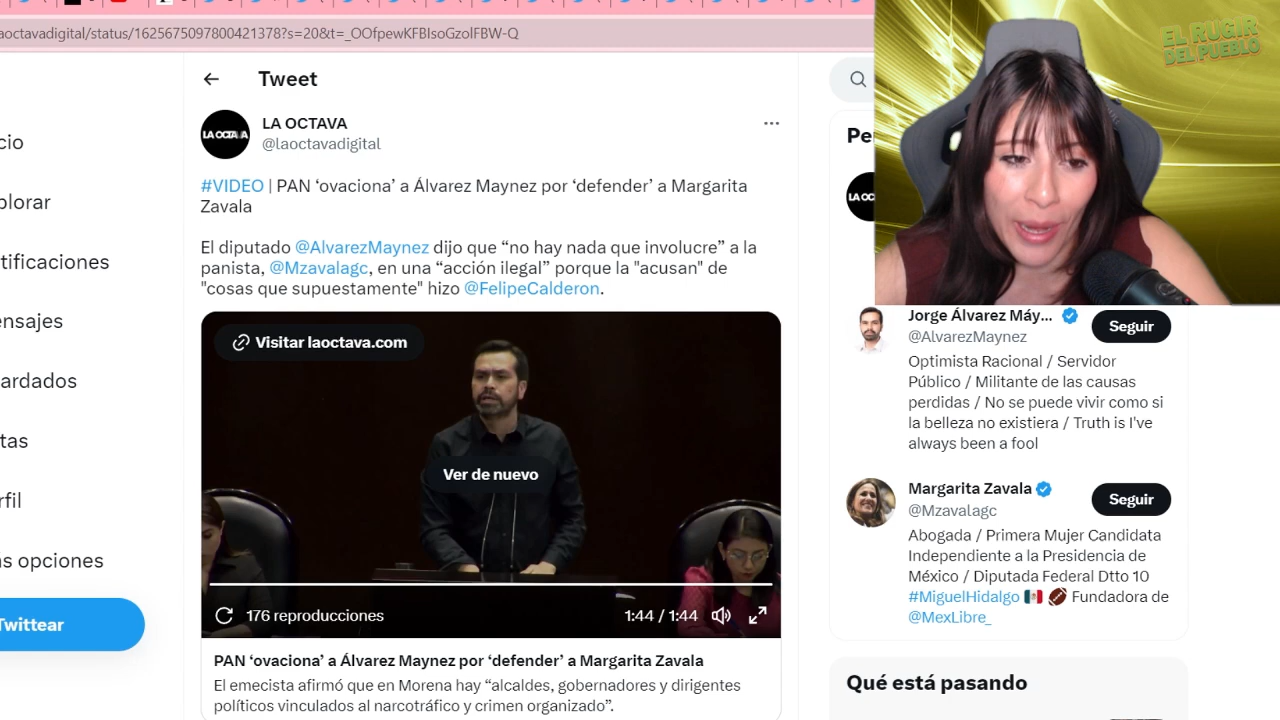 aoctavadigital/status/1625675097800421378?s=20&t=_OOfpewKFBIsoGzolFBW-Q
EL RUGIR
DEL PUEBLO
Tweet
LA OCTAVA
@laoctavadigital
#VIDEO | PAN ‘ovaciona’ a Álvarez Maynez por ‘defender’ a Margarita
Zavala
El diputado @AlvarezMaynez dijo que “no hay nada que involucre” a la
panista, @Mzavalagc, en una “acción ilegal” porque la "acusan" de
"cosas que supuestamente" hizo @FelipeCalderon.
LA OCTAVA
Visitar laoctava.com
Ver de nuevo
176 reproducciones
1:44 / 1:44
PAN ‘ovaciona’ a Álvarez Maynez por ‘defender’ a Margarita Zavala
El emecista afirmó que en Morena hay “alcaldes, gobernadores y dirigentes
políticos vinculados al narcotráfico y crimen organizado”.
cio
plorar
tificaciones
ensajes
ardados
tas
rfil
ás opciones
Twittear
Pe
LA OC
Jorge Álvarez Máy...
@AlvarezMaynez
Seguir
Optimista Racional / Servidor
Público / Militante de las causas
perdidas / No se puede vivir como si
la belleza no existiera / Truth is I've
always been a fool
Margarita Zavala
@Mzavalagc
Seguir
Abogada / Primera Mujer Candidata
Independiente a la Presidencia de
México / Diputada Federal Dtto 10
#MiguelHidalgo 🇲🇽 🏈 Fundadora de
@MexLibre_
Qué está pasando